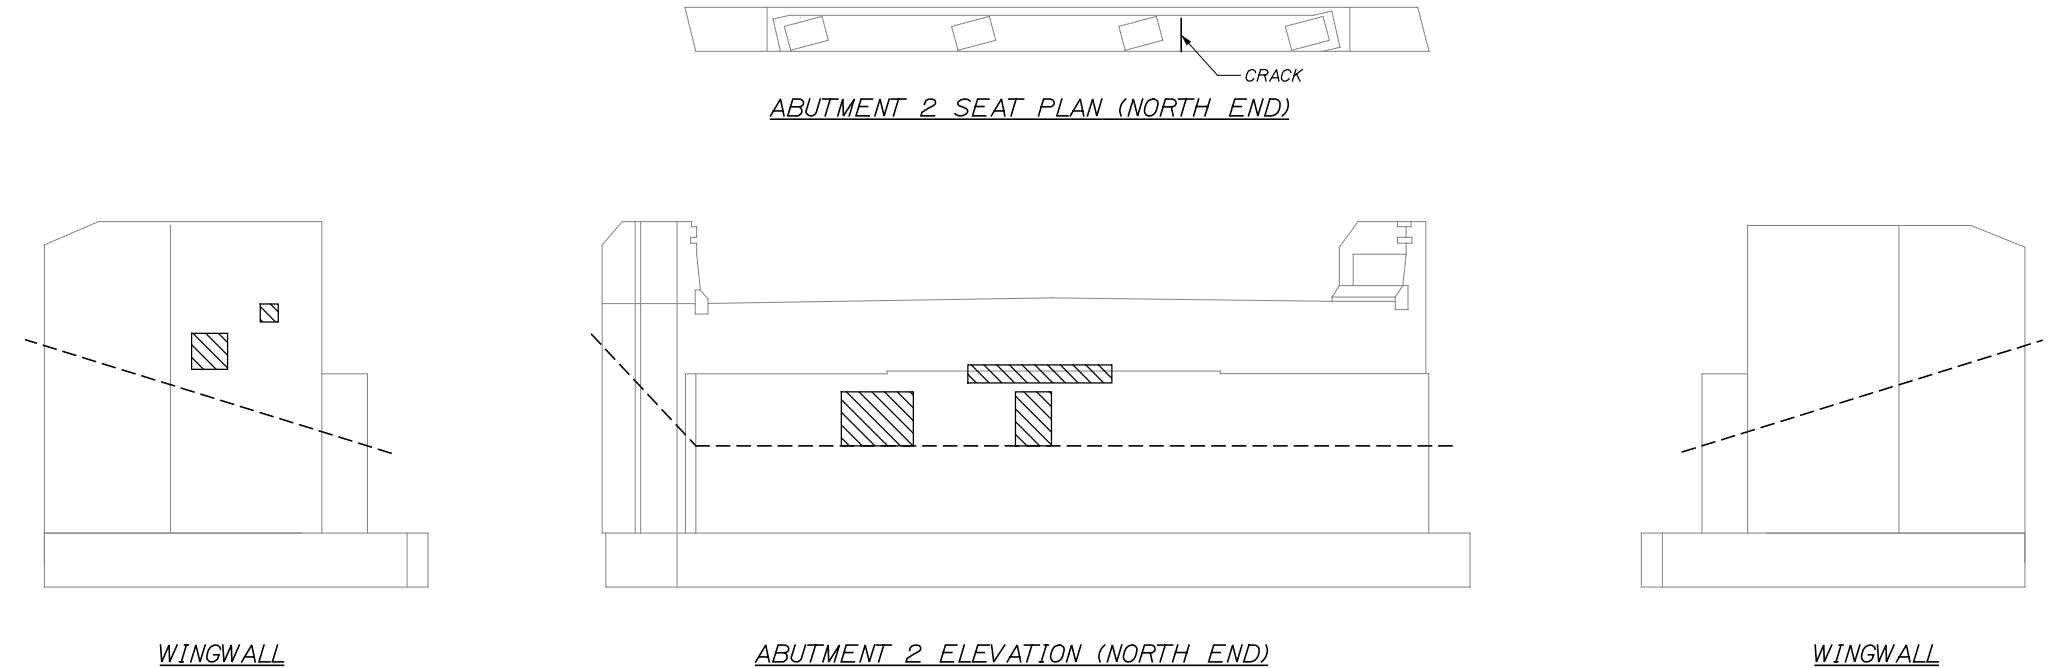 CRACK
ABUTMENT 2 SEAT PLAN (NORTH END)
WINGWALL
ABUTMENT 2 ELEVATION (NORTH END)
WINGWALL